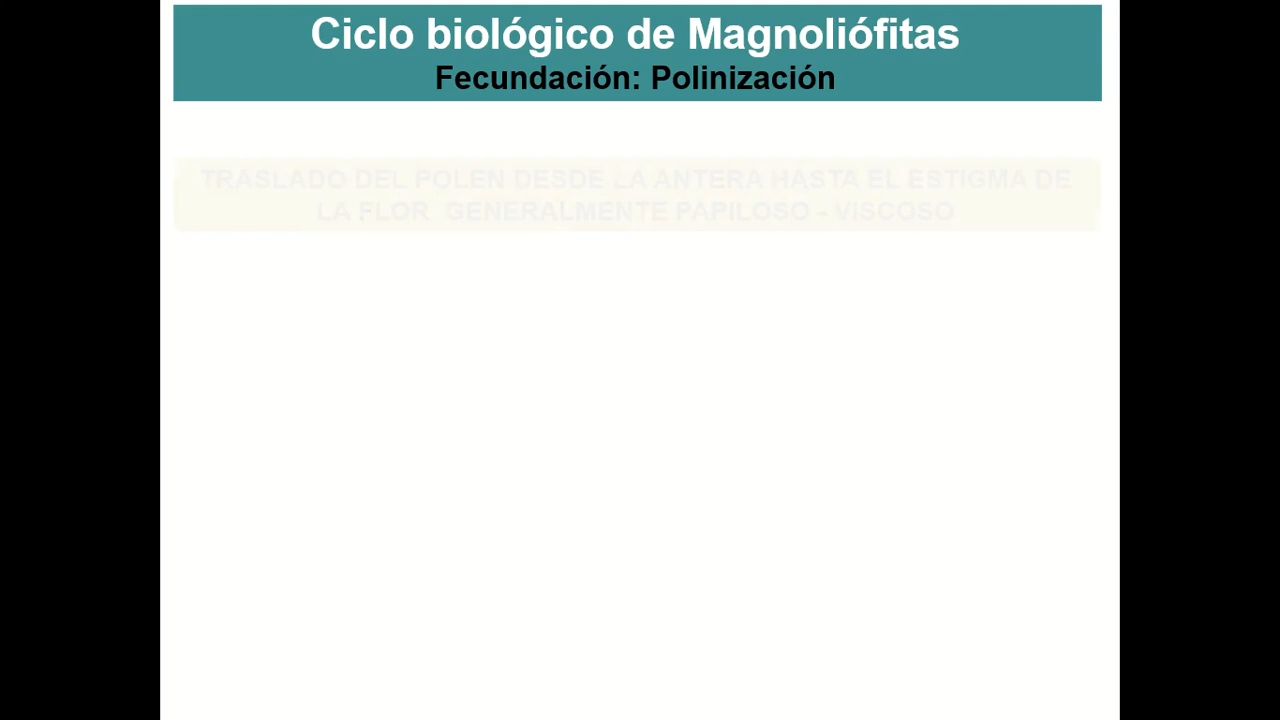 Ciclo biológico de Magnoliófitas
Fecundación: Polinización
TRASLADO DEL POLEN DESDE LA ANTERA HASTA EL ESTIGMA DE
LA FLOR GENERALMENTE PAPILOSO - VISCOSO